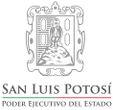 SAN LUIS POTOSÍ
PODER EJECUTIVO DEL ESTADO